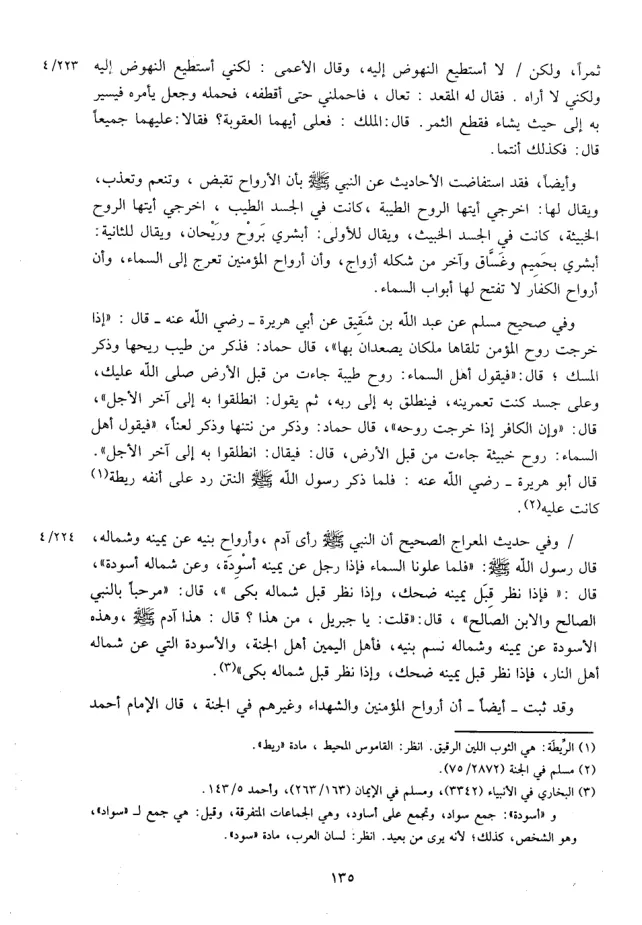 ثمراً، ولكن / لا أستطيع النهوض إليه، وقال الأعمى : لكني أستطيع النهوض إليه ٤/٢٢٣
ولكني لا أراه . فقال له المقعد : تعال ، فاحملني حتى أقطفه، فحمله وجعل يأمره فيسير
به إلى حيث يشاء فقطع الثمر. قال:الملك : فعلى أيهما العقوبة؟ فقالا:عليهما جميعاً
قال: فكذلك أنتما.
وأيضاً، فقد استفاضت الأحاديث عن النبي ﷺ بأن الأرواح تقبض ، وتنعم وتعذب،
ويقال لها: اخرجي أيتها الروح الطيبة ،كانت في الجسد الطيب ، اخرجي أيتها الروح
الخبيثة، كانت في الجسد الخبيث، ويقال للأولى: أبشري بَروْح ورَيْحان، ويقال للثانية:
أبشري بحَميم وغَسَّاق وآخر من شكله أزواج، وأن أرواح المؤمنين تعرج إلى السماء، وأن
أرواح الكفار لا تفتح لها أبواب السماء.
وفي صحيح مسلم عن عبد الله بن شَقِيق عن أبي هريرة ـ رضي الله عنه ـ قال : «إذا
خرجت روح المؤمن تلقاها ملكان يصعدان بها»، قال حماد: فذكر من طيب ريحها وذكر
المسك ؛ قال:«فيقول أهل السماء: روح طيبة جاءت من قبل الأرض صلى الله عليك،
وعلى جسد كنت تعمرينه، فينطلق به إلى ربه، ثم يقول: انطلقوا به إلى آخر الأجل»،
قال: «وإن الكافر إذا خرجت روحه»، قال حماد: وذكر من نتنها وذكر لعناً، «فيقول أهل
السماء: روح خبيثة جاءت من قبل الأرض، قال: فيقال: انطلقوا به إلى آخر الأجل».
قال أبو هريرة ـ رضي الله عنه : فلما ذكر رسول الله ﷺ النتن رد على أنفه ريطة(١)
كانت عليه(٢).
/ وفي حديث المعراج الصحيح أن النبي ﷺ رأى آدم ،وأرواح بنيه عن يمينه وشماله، ٤/٢٢٤
قال رسول الله ﷺ: «فلما علونا السماء فإذا رجل عن يمينه أسْوِدَة، وعن شماله أسودة»،
قال :« فإذا نظر قِبَل يمينه ضحك، وإذا نظر قبل شماله بكى »، قال: «مرحباً بالنبي
الصالح والابن الصالح» ، قال:«قلت: يا جبريل ، من هذا ؟ قال : هذا آدم ﷺ ،وهذه
الأسودة عن يمينه وشماله نسم بنيه، فأهل اليمين أهل الجنة، والأسودة التي عن شماله
أهل النار، فإذا نظر قبل يمينه ضحك، وإذا نظر قبل شماله بكى»(٣).
وقد ثبت ـ أيضاً ـ أن أرواح المؤمنين والشهداء وغيرهم في الجنة ، قال الإمام أحمد
(١) الرِّيطَة: هي الثوب اللين الرقيق. انظر: القاموس المحيط ، مادة «ريط».
(٢) مسلم في الجنة (٧٥/٢٨٧٢).
(٣) البخاري في الأنبياء (٣٣٤٢)، ومسلم في الإيمان (٢٦٣/١٦٣)، وأحمد ١٤٣/٥ .
و «أسودة»: جمع سواد، وتجمع على أساود، وهي الجماعات المتفرقة، وقيل: هي جمع لـ «سواد»،
وهو الشخص، كذلك؛ لأنه يرى من بعيد. انظر: لسان العرب، مادة «سود».
١٣٥